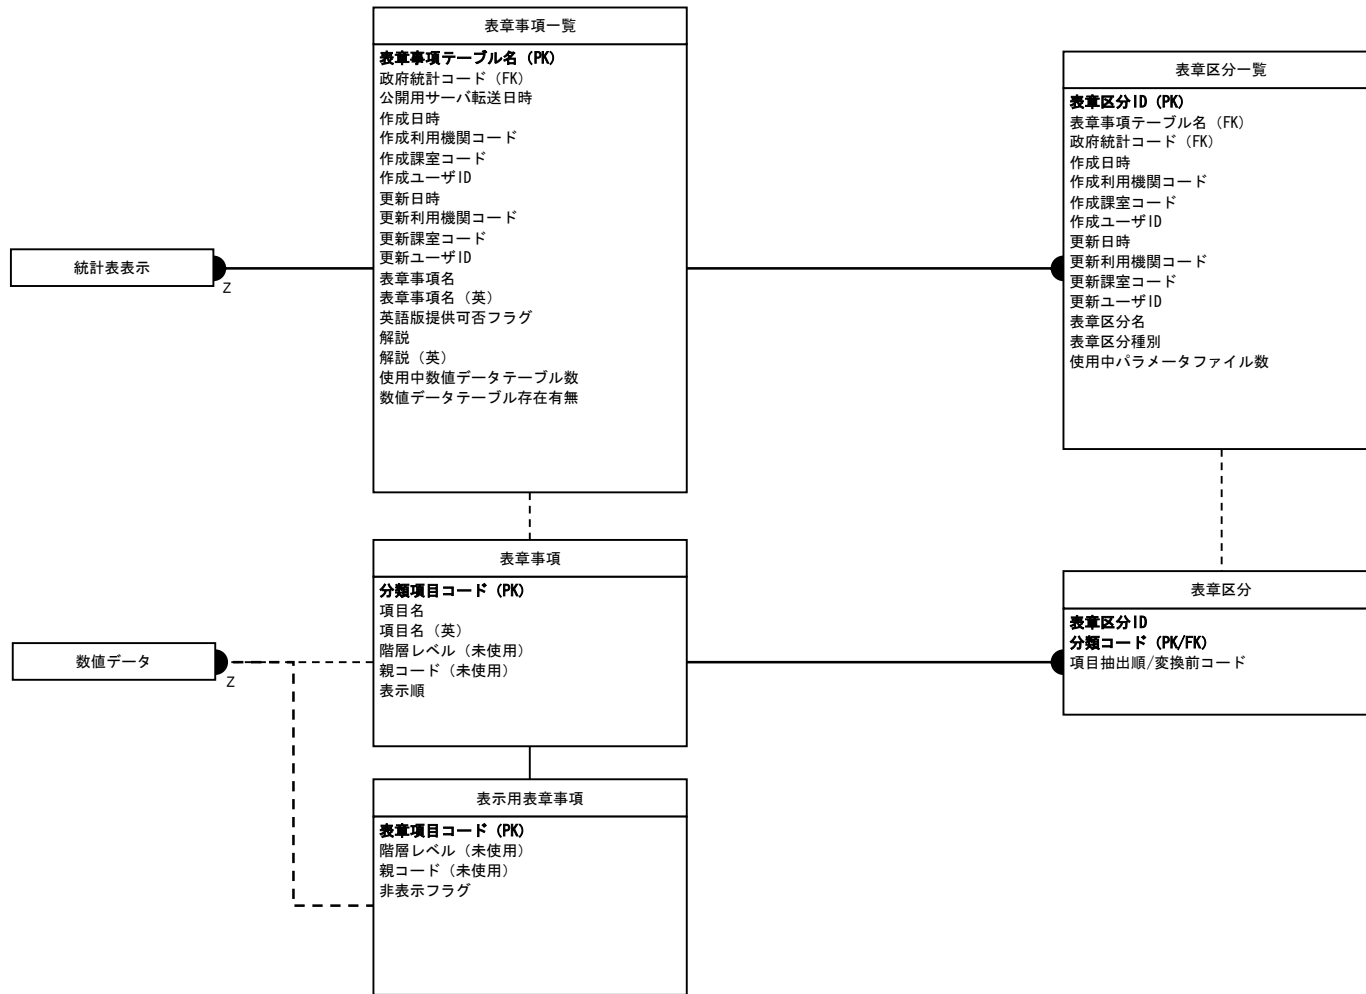 表章事項一覧
表章事項テーブル名 (PK)
政府統計コード (FK)
公開用サーバ転送日時
作成日時
作成利用機関コード
作成課室コード
作成ユーザID
更新日時
更新利用機関コード
更新課室コード
更新ユーザID
表章事項名
表章事項名 (英)
英語版提供可否フラグ
解説
解説 (英)
使用中数値データテーブル数
数値データテーブル存在有無
表章区分一覧
表章区分ID (PK)
表章事項テーブル名 (FK)
政府統計コード (FK)
作成日時
作成利用機関コード
作成課室コード
作成ユーザID
更新日時
更新利用機関コード
更新課室コード
更新ユーザID
表章区分名
表章区分種別
使用中パラメータファイル数
統計表表示
Z
表章事項
分類項目コード (PK)
項目名
項目名 (英)
階層レベル (未使用)
親コード (未使用)
表示順
表章区分
表章区分ID
分類コード (PK/FK)
項目抽出順/変換前コード
数値データ
Z
表示用表章事項
表章項目コード (PK)
階層レベル (未使用)
親コード (未使用)
非表示フラグ